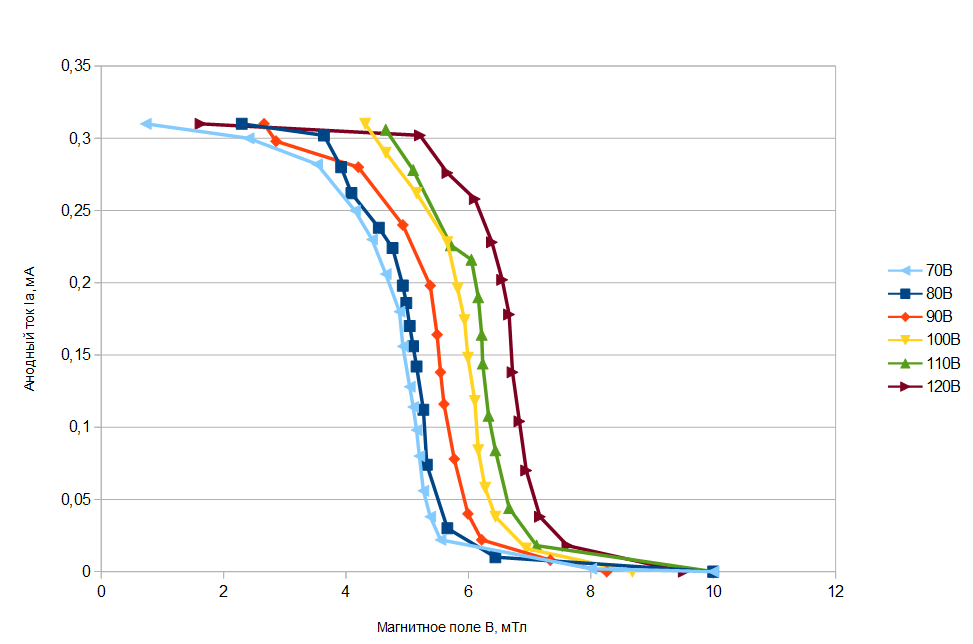 0,35
0,3
0,25
0,2
0,15
0,1
0,05
0
0 2 4 6 8 10 12
Анодный ток Ia,мА
Магнитное поле В, мТл
70В
80В
90В
100В
110В
120В